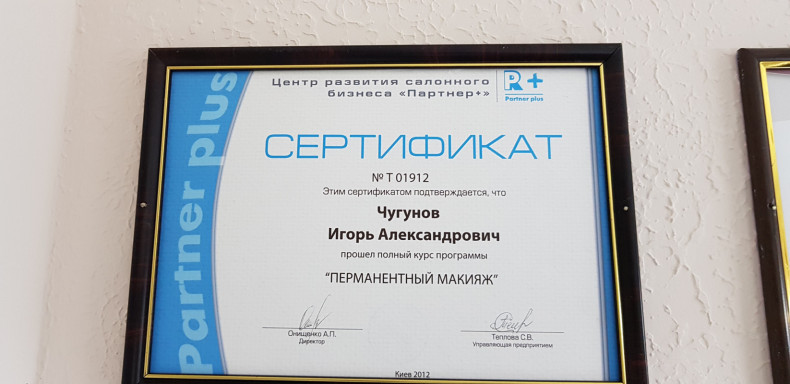 Центр развития салонного
бизнеса «Партнер+»
R+
Partner plus
Partner plus
СЕРТИФИКАТ
№ Т 01912
Этим сертификатом подтверждается, что
Чугунов
Игорь Александрович
прошел полный курс программы
"ПЕРМАНЕНТНЫЙ МАКИЯЖ"
Онищенко А.П.
Директор
Теплова С.В.
Управляющая предприятием
Киев 2012